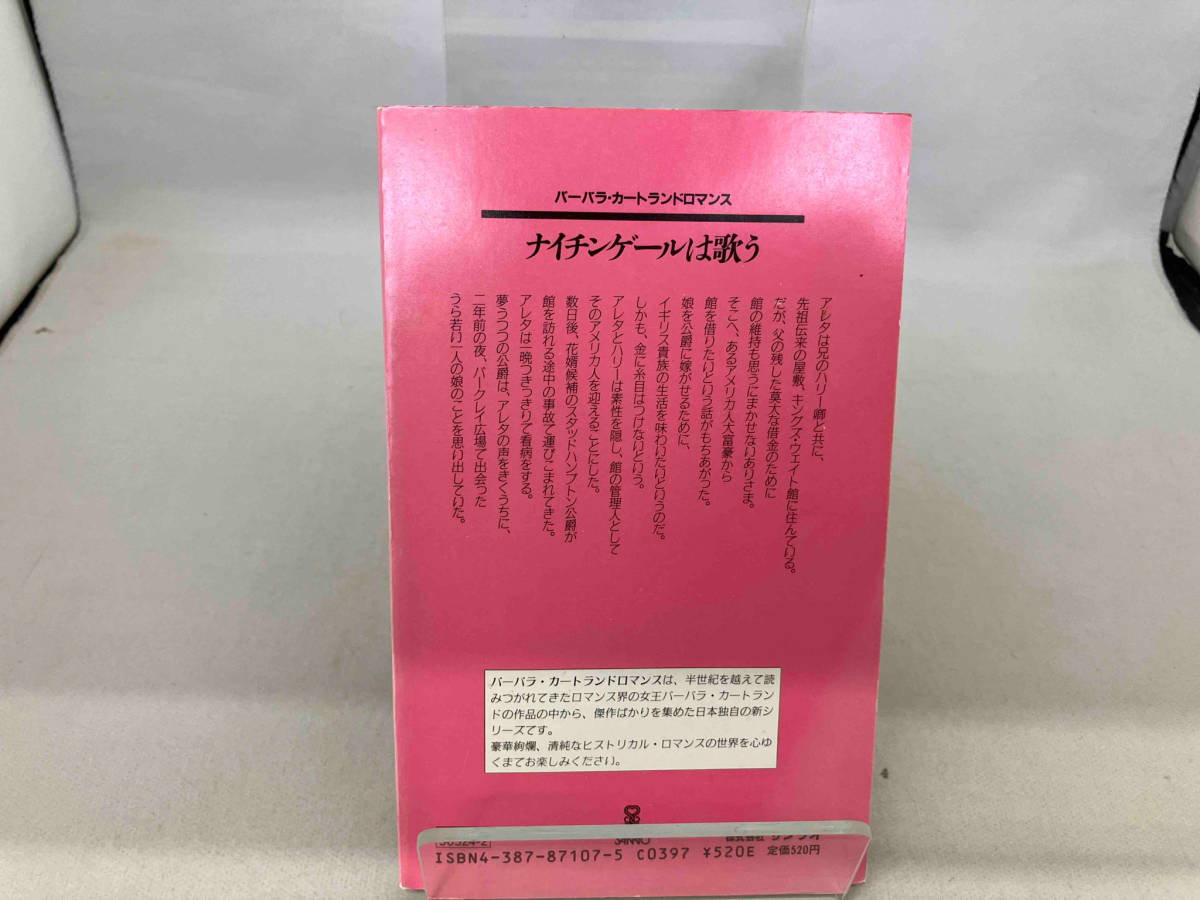 バーバラ・カートランドロマンス
ナイチンゲールは歌う
アレタは兄のハリー卿と共に、
先祖伝来の屋敷、キングズ・ウェイト館に住んでいる。
だが、父の残した莫大な借金のために
館の維持も思うにまかせないありさま。
そこへ、あるアメリカ人大富豪から
館を借りたいという話がもちあがった。
娘を公爵に嫁がせるために、
イギリス貴族の生活を味わいたいというのだ。
しかも、金に糸目はつけないという。
アレタとハリーは素性を隠し、館の管理人として
そのアメリカ人を迎えることにした。
数日後、花婿候補のスタッドハンプトン公爵が
館を訪れる途中の事故で運びこまれてきた。
アレタは一晩つきっきりで看病をする。
夢うつつの公爵は、アレタの声をきくうちに、
二年前の夜、バークレイ広場で出会った
うら若い一人の娘のことを思い出していた。
バーバラ・カートランドロマンスは、半世紀を越えて読
みつがれてきたロマンス界の女王バーバラ・カートラン
ドの作品の中から、傑作ばかりを集めた日本独自の新シ
リーズです。
豪華絢爛、清純なヒストリカル・ロマンスの世界を心ゆ
くまでお楽しみください。
SANRIO
株式会社 サンリオ
ISBN4-387-87107-5 C0397 ¥520E 定価520円